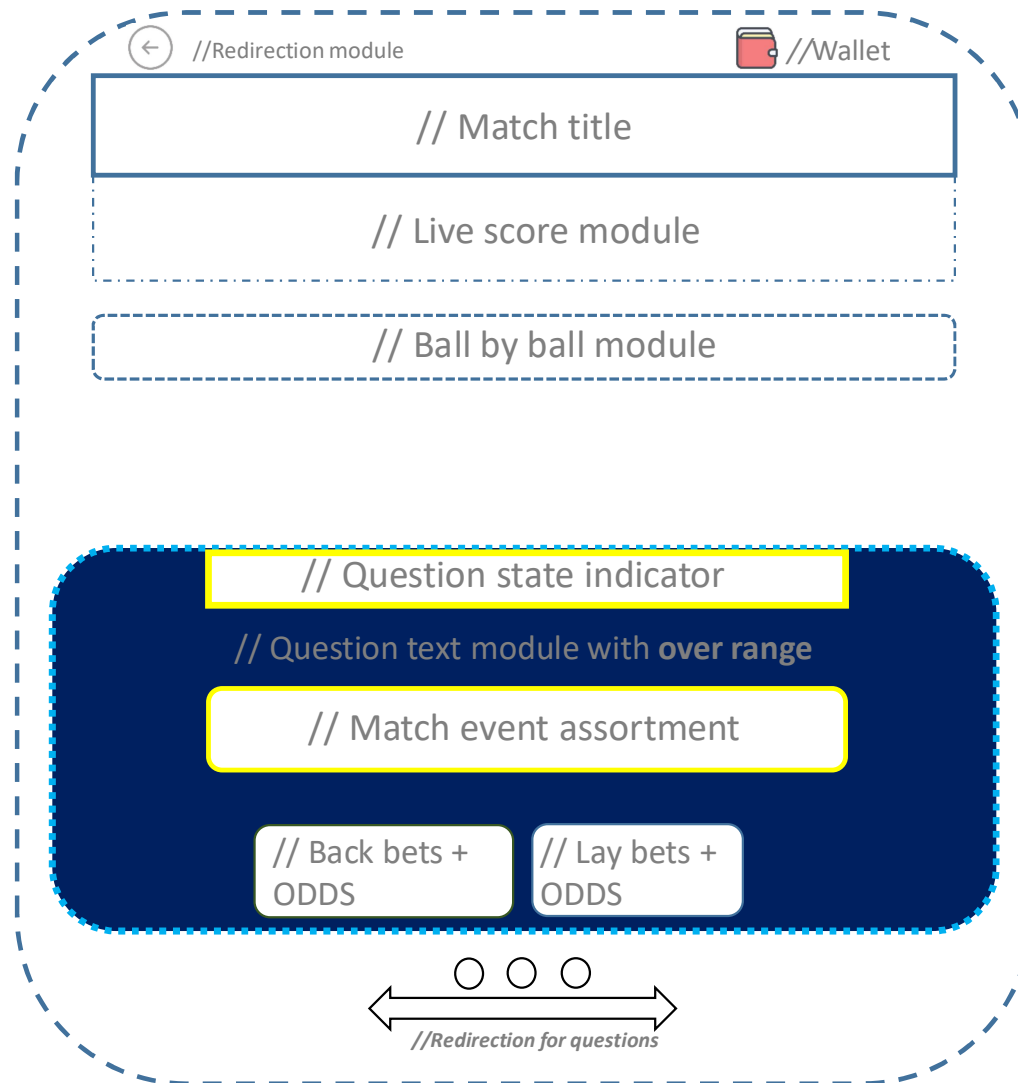 //Redirection module
//Wallet
// Match title
// Live score module
// Ball by ball module
// Question state indicator
// Question text module with over range
// Match event assortment
// Back bets +
ODDS
// Lay bets +
ODDS
//Redirection for questions